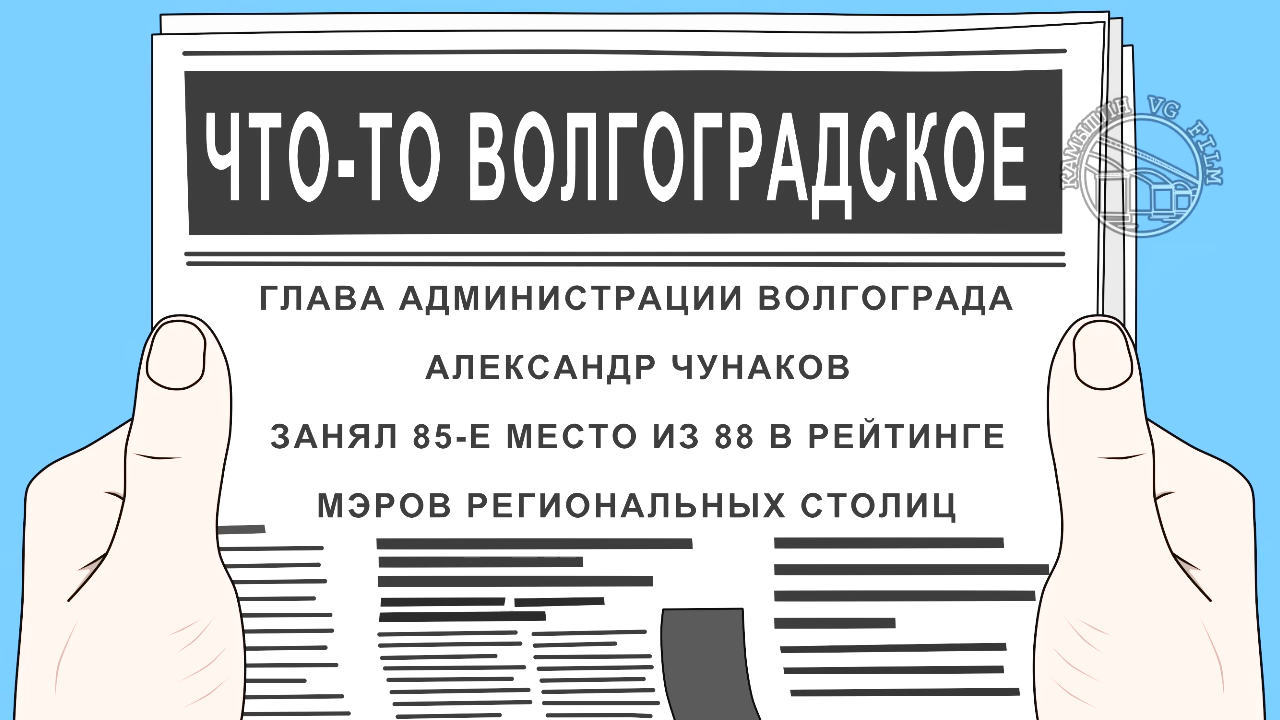 ЧТО-ТО ВОЛГОГРАДСКОЕ
КАМЫШИН VG FILM
ГЛАВА АДМИНИСТРАЦИИ ВОЛГОГРАДА
АЛЕКСАНДР ЧУНАКОВ
ЗАНЯЛ 85-Е МЕСТО ИЗ 88 В РЕЙТИНГЕ
МЭРОВ РЕГИОНАЛЬНЫХ СТОЛИЦ